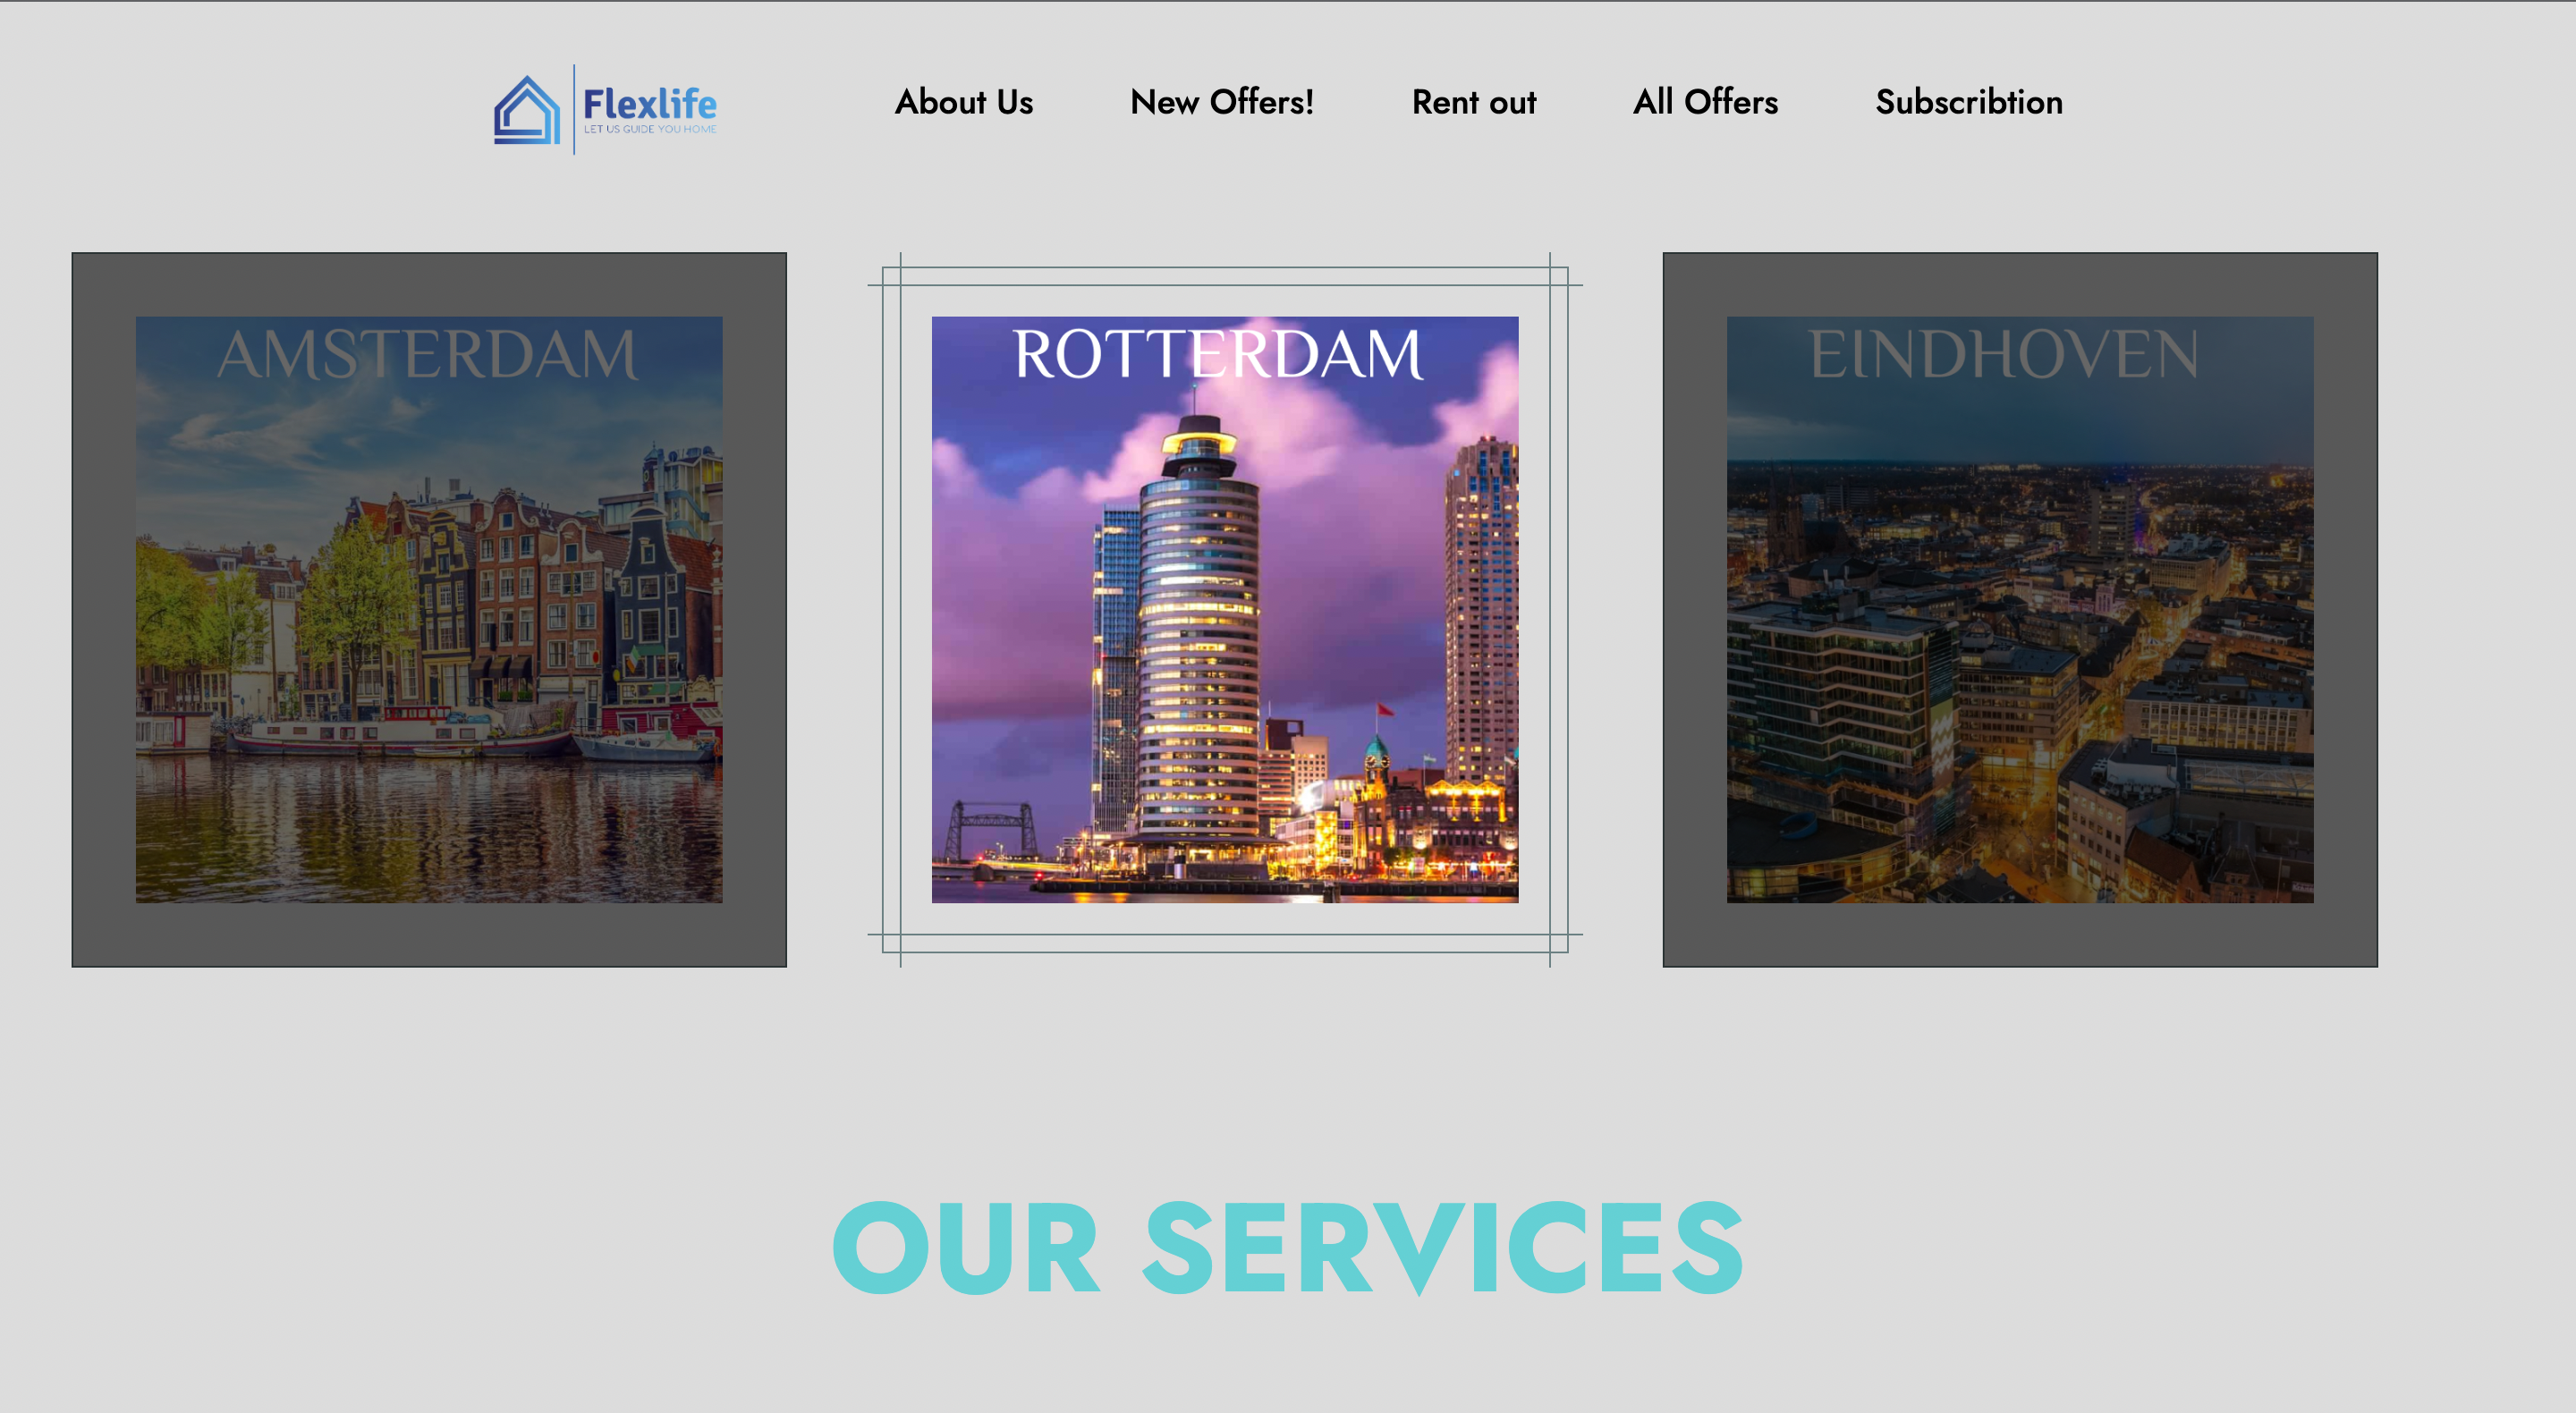 Flexlife
LET US GUIDE YOU HOME
About Us
New Offers!
Rent out
All Offers
Subscribtion
AMSTERDAM
ROTTERDAM
EINDHOVEN
OUR SERVICES